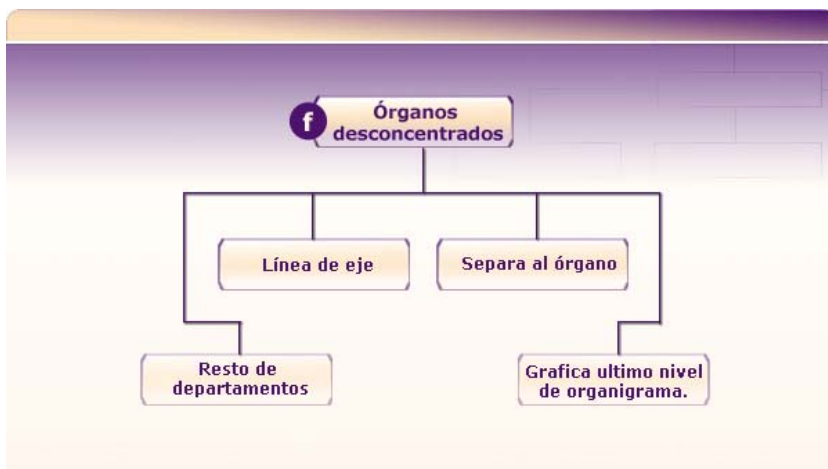 f
Órganos
desconcentrados
Línea de eje
Separa al órgano
Resto de
departamentos
Grafica ultimo nivel
de organigrama.